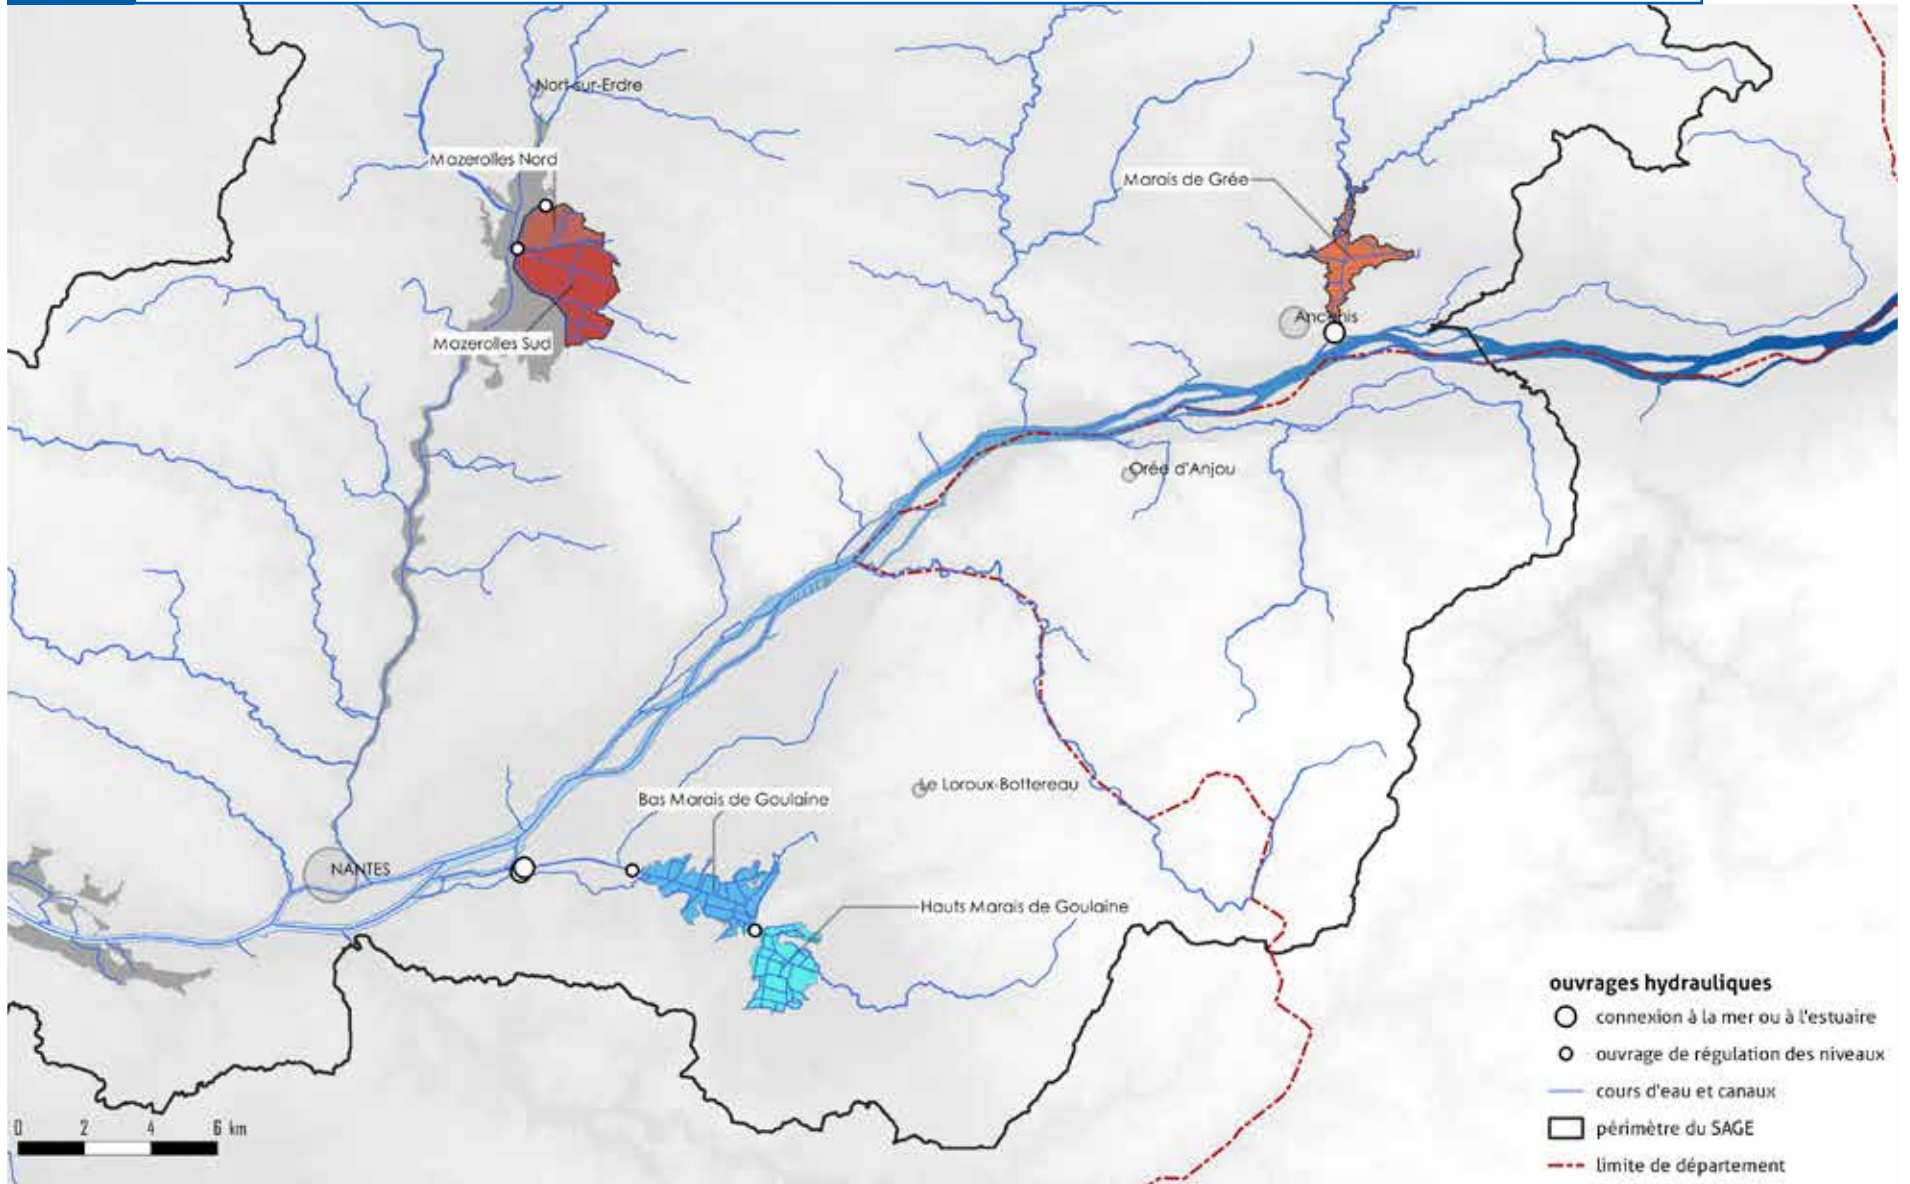 Nort-sur-Erdre
Mazerolles Nord
Marais de Grée
Ancenis
Mazerolles Sud
Orée d'Anjou
Le Loroux-Bottereau
Bas Marais de Goulaine
NANTES
Hauts Marais de Goulaine
ouvrages hydrauliques
connexion à la mer ou à l'estuaire
ouvrage de régulation des niveaux
cours d'eau et canaux
périmètre du SAGE
limite de département
0 2 4 6 km